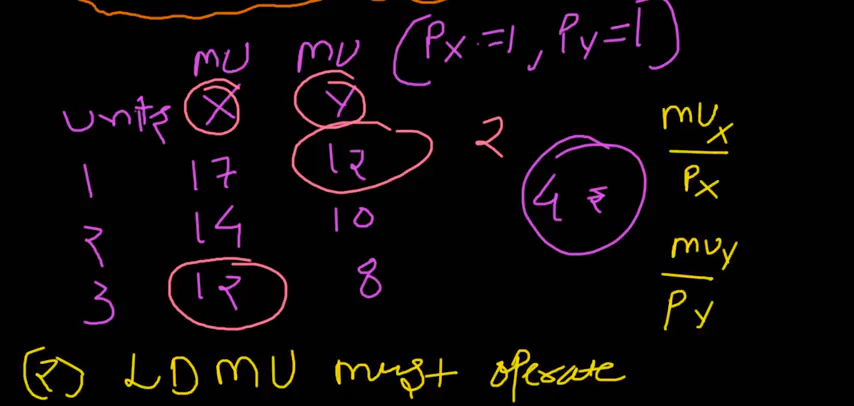 MU MU (Px = 1, Py = 1)
units X Y
1 17 12 2
2 14 10 4 ₹
3 12 8
MUx / Px
MUy / Py
(2) LDMU must operate